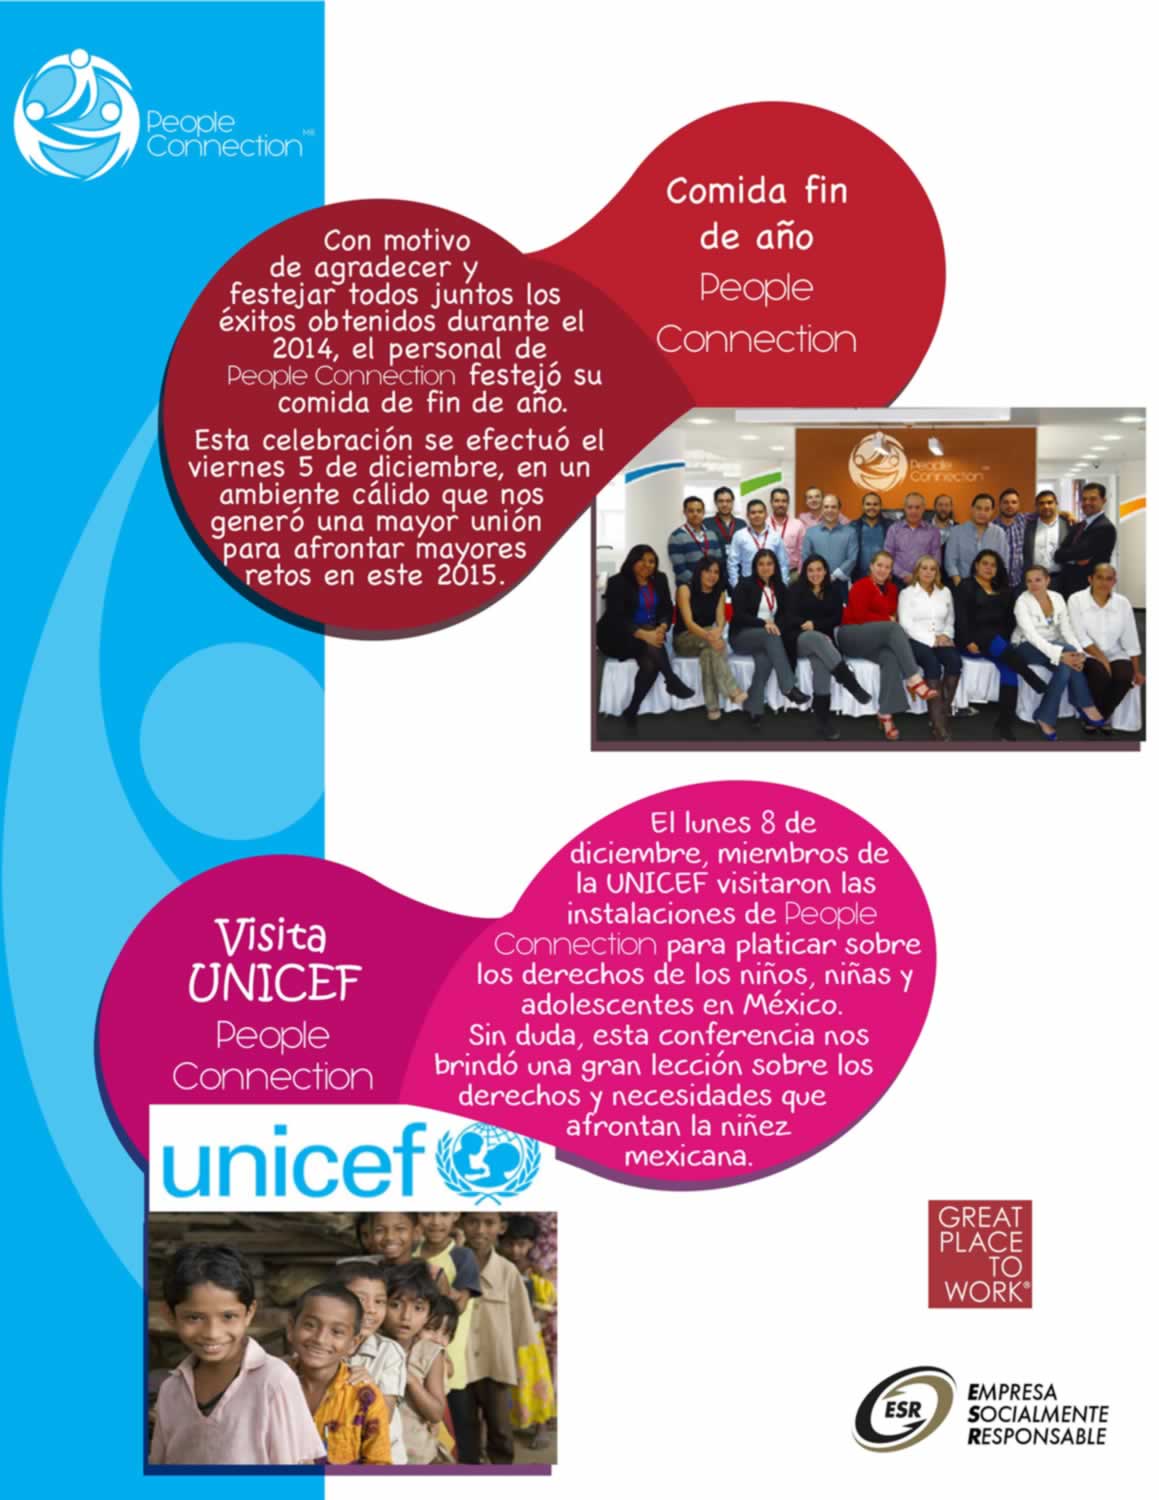 People
Connection MR
Comida fin
de año
People
Connection
Con motivo
de agradecer y
festejar todos juntos los
éxitos obtenidos durante el
2014, el personal de
People Connection festejó su
comida de fin de año.
Esta celebración se efectuó el
viernes 5 de diciembre, en un
ambiente cálido que nos
generó una mayor unión
para afrontar mayores
retos en este 2015.
People
Connection
Visita
UNICEF
People
Connection
El lunes 8 de
diciembre, miembros de
la UNICEF visitaron las
instalaciones de People
Connection para platicar sobre
los derechos de los niños, niñas y
adolescentes en México.
Sin duda, esta conferencia nos
brindó una gran lección sobre los
derechos y necesidades que
afrontan la niñez
mexicana.
unicef
GREAT
PLACE
TO
WORK®
ESR
EMPRESA
SOCIALMENTE
RESPONSABLE